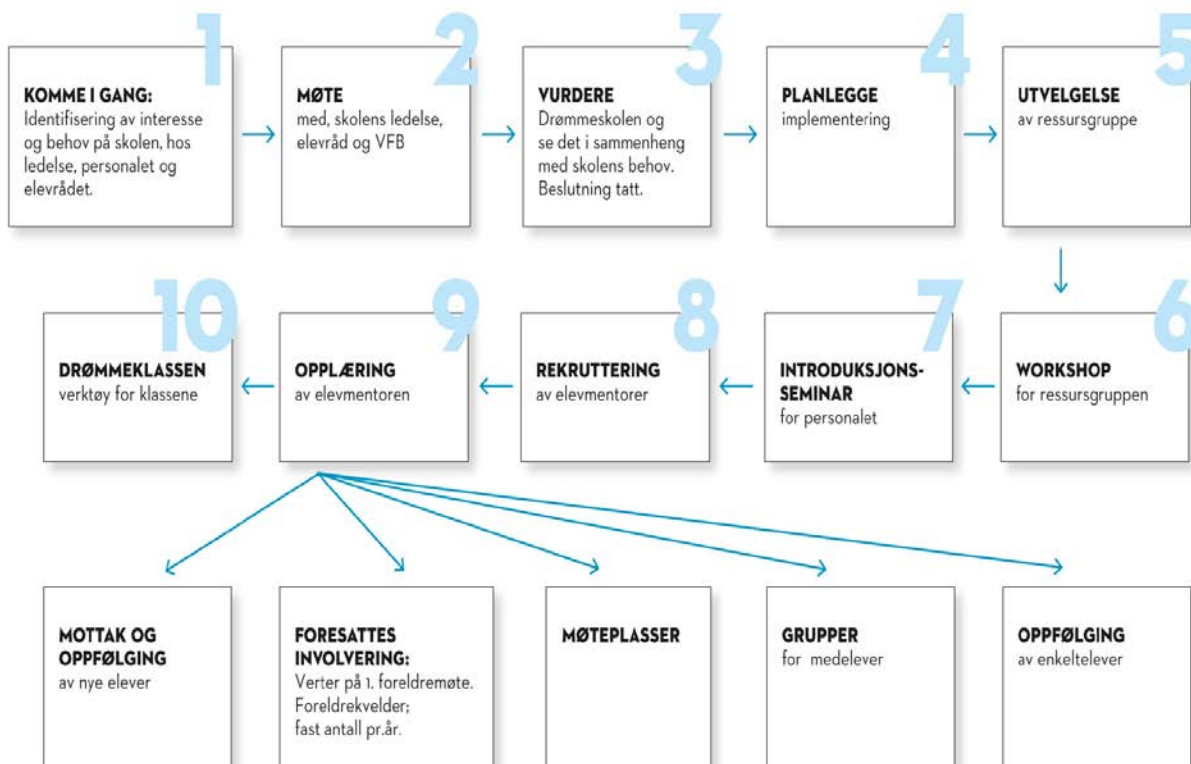 1
KOMME I GANG:
Identifisering av interesse
og behov på skolen, hos
ledelse, personalet og
elevrådet.
2
MØTE
med, skolens ledelse,
elevråd og VFB
3
VURDERE
Drømmeskolen og
se det i sammenheng
med skolens behov.
Beslutning tatt.
4
PLANLEGGE
implementering
5
UTVELGELSE
av ressursgruppe
6
WORKSHOP
for ressursgruppen
7
INTRODUKSJONS-
SEMINAR
for personalet
8
REKRUTTERING
av elevmentorer
9
OPPLÆRING
av elevmentoren
10
DRØMMEKLASSEN
verktøy for klassene
MOTTAK OG
OPPFØLGING
av nye elever
FORESATTES
INVOLVERING:
Verter på 1. foreldremøte.
Foreldrekvelder;
fast antall pr.år.
MØTEPLASSER
GRUPPER
for medelever
OPPFØLGING
av enkeltelever